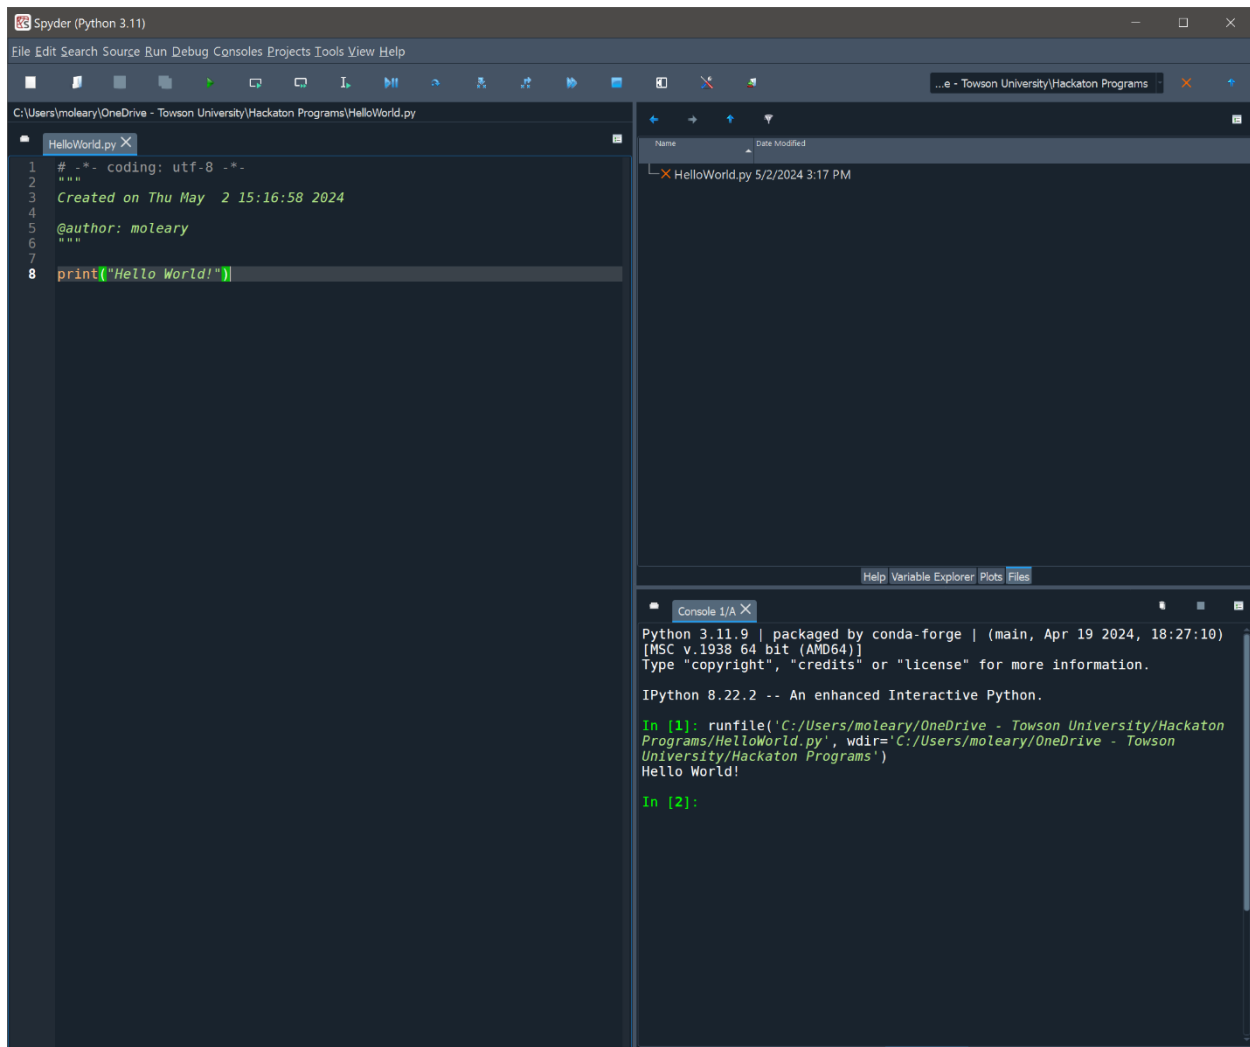 Spyder (Python 3.11)
File Edit Search Source Run Debug Consoles Projects Tools View Help
...e - Towson University\Hackaton Programs
C:\Users\moleary\OneDrive - Towson University\Hackaton Programs\HelloWorld.py
HelloWorld.py
1 # -*- coding: utf-8 -*-
2 """
3 Created on Thu May  2 15:16:58 2024
4
5 @author: moleary
6 """
7
8 print("Hello World!")
Name Date Modified
HelloWorld.py 5/2/2024 3:17 PM
Help Variable Explorer Plots Files
Console 1/A
Python 3.11.9 | packaged by conda-forge | (main, Apr 19 2024, 18:27:10)
[MSC v.1938 64 bit (AMD64)]
Type "copyright", "credits" or "license" for more information.
IPython 8.22.2 -- An enhanced Interactive Python.
In [1]: runfile('C:/Users/moleary/OneDrive - Towson University/Hackaton
Programs/HelloWorld.py', wdir='C:/Users/moleary/OneDrive - Towson
University/Hackaton Programs')
Hello World!
In [2]: